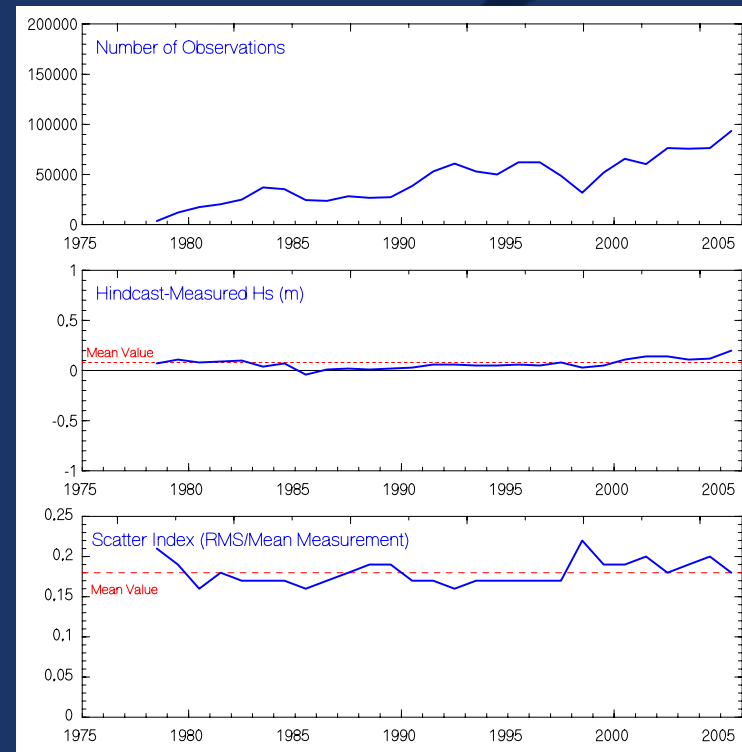 200000
Number of Observations
150000
100000
50000
0
1975 1980 1985 1990 1995 2000 2005
1
Hindcast-Measured Hs (m)
0.5
Mean Value
0
-0.5
-1
1975 1980 1985 1990 1995 2000 2005
0.25
Scatter Index (RMS/Mean Measurement)
0.2
Mean Value
0.15
0.1
0.05
0
1975 1980 1985 1990 1995 2000 2005